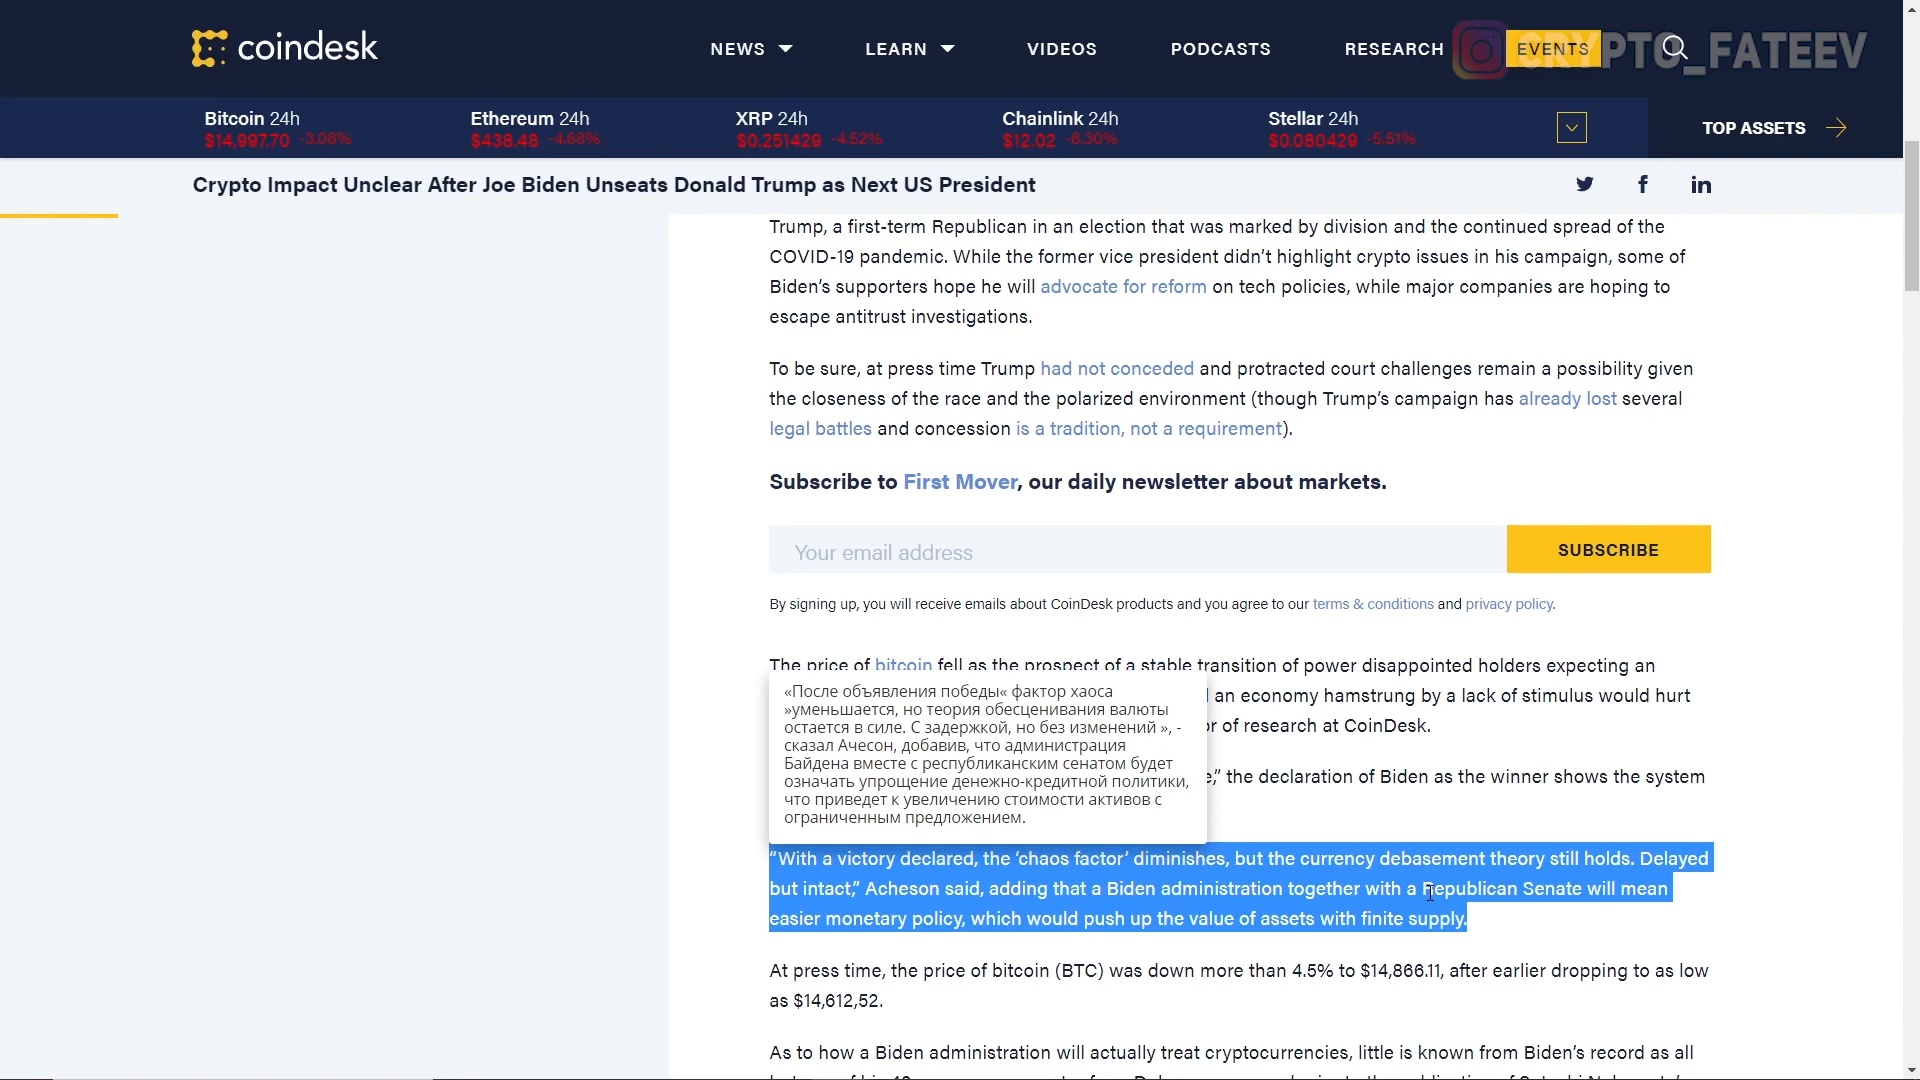 coindesk
NEWS
LEARN
VIDEOS
PODCASTS
RESEARCH
EVENTS
CRYPTO_FATEEV
Bitcoin 24h
$14,997.70 -3.08%
Ethereum 24h
$438.48 -4.68%
XRP 24h
$0.251429 -4.52%
Chainlink 24h
$12.02 -8.30%
Stellar 24h
$0.080429 -5.51%
TOP ASSETS
Crypto Impact Unclear After Joe Biden Unseats Donald Trump as Next US President
Trump, a first-term Republican in an election that was marked by division and the continued spread of the
COVID-19 pandemic. While the former vice president didn’t highlight crypto issues in his campaign, some of
Biden’s supporters hope he will advocate for reform on tech policies, while major companies are hoping to
escape antitrust investigations.
To be sure, at press time Trump had not conceded and protracted court challenges remain a possibility given
the closeness of the race and the polarized environment (though Trump’s campaign has already lost several
legal battles and concession is a tradition, not a requirement).
Subscribe to First Mover, our daily newsletter about markets.
Your email address
SUBSCRIBE
By signing up, you will receive emails about CoinDesk products and you agree to our terms & conditions and privacy policy.
The price of bitcoin fell as the prospect of a stable transition of power disappointed holders expecting an
an economy hamstrung by a lack of stimulus would hurt
of research at CoinDesk.
the declaration of Biden as the winner shows the system
«После объявления победы« фактор хаоса
»уменьшается, но теория обесценивания валюты
остается в силе. С задержкой, но без изменений », -
сказал Ачесон, добавив, что администрация
Байдена вместе с республиканским сенатом будет
означать упрощение денежно-кредитной политики,
что приведет к увеличению стоимости активов с
ограниченным предложением.
“With a victory declared, the ‘chaos factor’ diminishes, but the currency debasement theory still holds. Delayed
but intact,” Acheson said, adding that a Biden administration together with a Republican Senate will mean
easier monetary policy, which would push up the value of assets with finite supply.
At press time, the price of bitcoin (BTC) was down more than 4.5% to $14,866.11, after earlier dropping to as low
as $14,612,52.
As to how a Biden administration will actually treat cryptocurrencies, little is known from Biden’s record as all